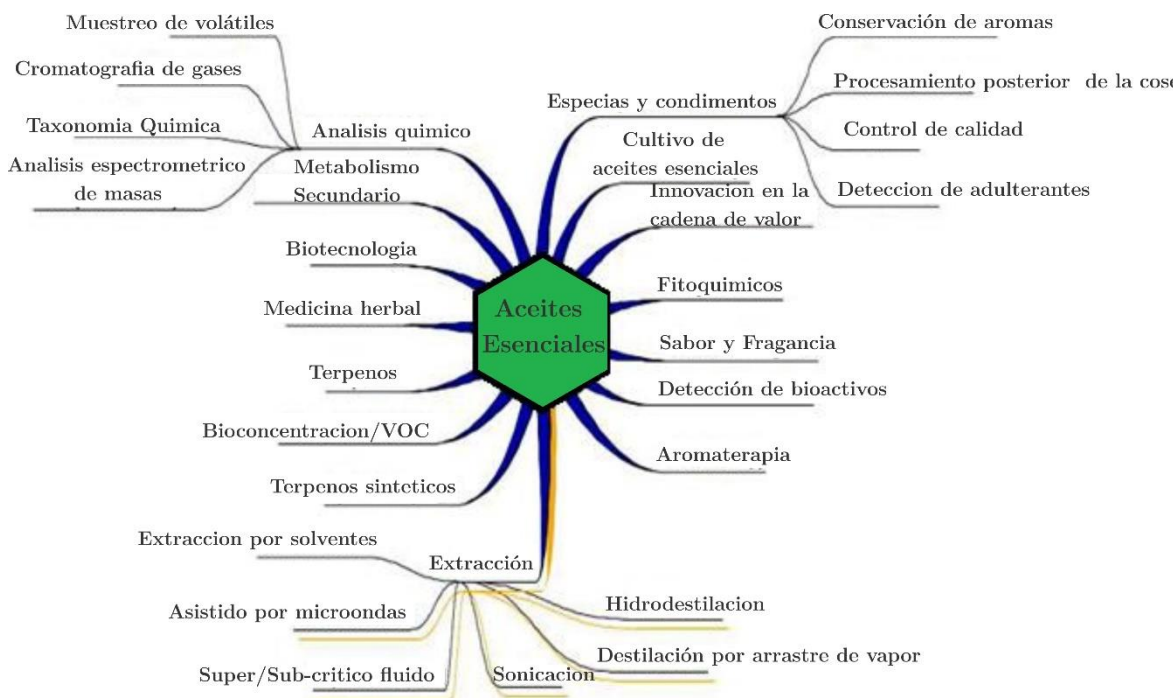 Muestreo de volátiles
Cromatografia de gases
Taxonomia Quimica
Analisis espectrometrico
de masas
Analisis quimico
Metabolismo
Secundario
Biotecnologia
Medicina herbal
Terpenos
Bioconcentracion/VOC
Terpenos sinteticos
Aceites
Esenciales
Conservación de aromas
Procesamiento posterior de la cose
Especias y condimentos
Control de calidad
Deteccion de adulterantes
Cultivo de
aceites esenciales
Innovacion en la
cadena de valor
Fitoquimicos
Sabor y Fragancia
Detección de bioactivos
Aromaterapia
Extracción
Extraccion por solventes
Asistido por microondas
Super/Sub-critico fluido
Sonicacion
Hidrodestilacion
Destilación por arrastre de vapor